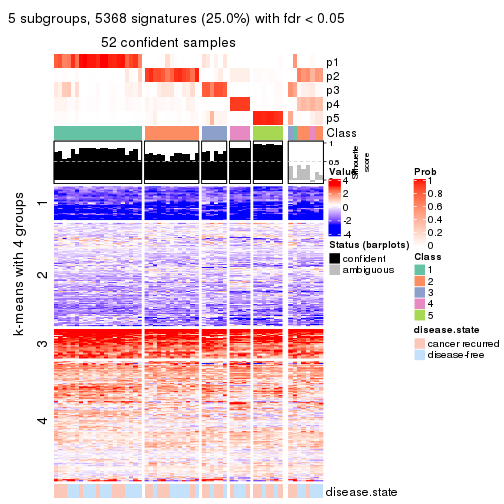 5 subgroups, 5368 signatures (25.0%) with fdr < 0.05
52 confident samples
p1
p2
p3
p4
p5
Class
1
0.5
0
Silhouette
score
k-means with 4 groups
1
2
3
4
disease.state
Value
4
2
0
-2
-4
Status (barplots)
confident
ambiguous
Prob
1
0.8
0.6
0.4
0.2
0
Class
1
2
3
4
5
disease.state
cancer recurred
disease-free